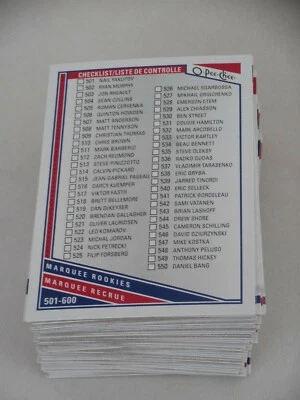 CHECKLIST/LISTE DE CONTROLE
O-Pee-Chee
501 NAIL YAKUPOV
502 RYAN MURPHY
503 JON RHEAULT
504 SEAN COLLINS
505 ROMAN CERVENKA
506 QUINTON HOWDEN
507 MATT ANDERSON
508 MATT TENNYSON
509 CHRISTIAN THOMAS
510 CHRIS BROWN
511 MARK BARBERIO
512 ZACH REDMOND
513 STEVE PINIZZOTTO
514 CALVIN PICKARD
515 JEAN-GABRIEL PAGEAU
516 DARCY KUEMPER
517 VIKTOR FASTH
518 BRETT BELLEMORE
519 DAN DEKEYSER
520 BRENDAN GALLAGHER
521 OLIVER LAURIDSEN
522 LEO KOMAROV
523 MICHAL JORDAN
524 NICK PETRECKI
525 FILIP FORSBERG
526 MICHAEL SGARBOSSA
527 MIKHAIL GRIGORENKO
528 EMERSON ETEM
529 ALEX CHIASSON
530 BEN STREET
531 DRAYSON BOWMAN
532 MARK ARCOBELLO
533 VICTOR BARTLEY
534 BEAU BENNETT
535 STEVE OLEKSY
536 RADKO GUDAS
537 VLADIMIR TARASENKO
538 ERIC GRYBA
539 JARRED TINORDI
540 ERIC SELLECK
541 PATRICK BORDELEAU
542 SAMI VATANEN
543 BRIAN LASHOFF
544 DREW SHORE
545 CAMERON SCHILLING
546 DAVID DZIURZYNSKI
547 MIKE KOSTKA
548 ANTHONY PELUSO
549 THOMAS HICKEY
550 DANIEL BANG
MARQUEE ROOKIES
MARQUEE RECRUE
501-600